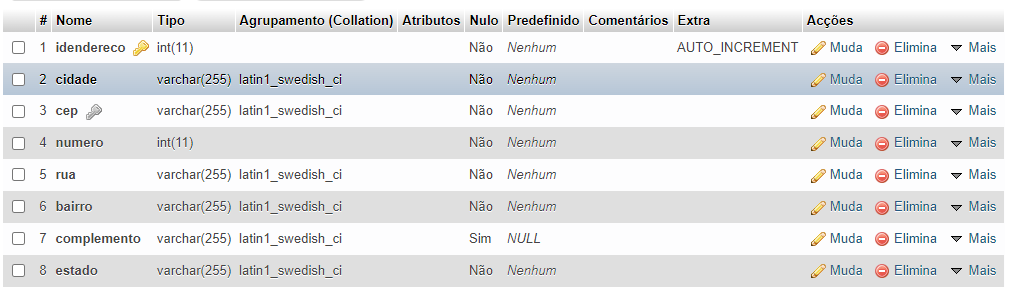 # Nome Tipo Agrupamento (Collation) Atributos Nulo Predefinido Comentários Extra Acções
1 idendereco int(11) Não Nenhum AUTO_INCREMENT Muda Elimina Mais
2 cidade varchar(255) latin1_swedish_ci Não Nenhum Muda Elimina Mais
3 cep varchar(255) latin1_swedish_ci Não Nenhum Muda Elimina Mais
4 numero int(11) Não Nenhum Muda Elimina Mais
5 rua varchar(255) latin1_swedish_ci Não Nenhum Muda Elimina Mais
6 bairro varchar(255) latin1_swedish_ci Não Nenhum Muda Elimina Mais
7 complemento varchar(255) latin1_swedish_ci Sim NULL Muda Elimina Mais
8 estado varchar(255) latin1_swedish_ci Não Nenhum Muda Elimina Mais